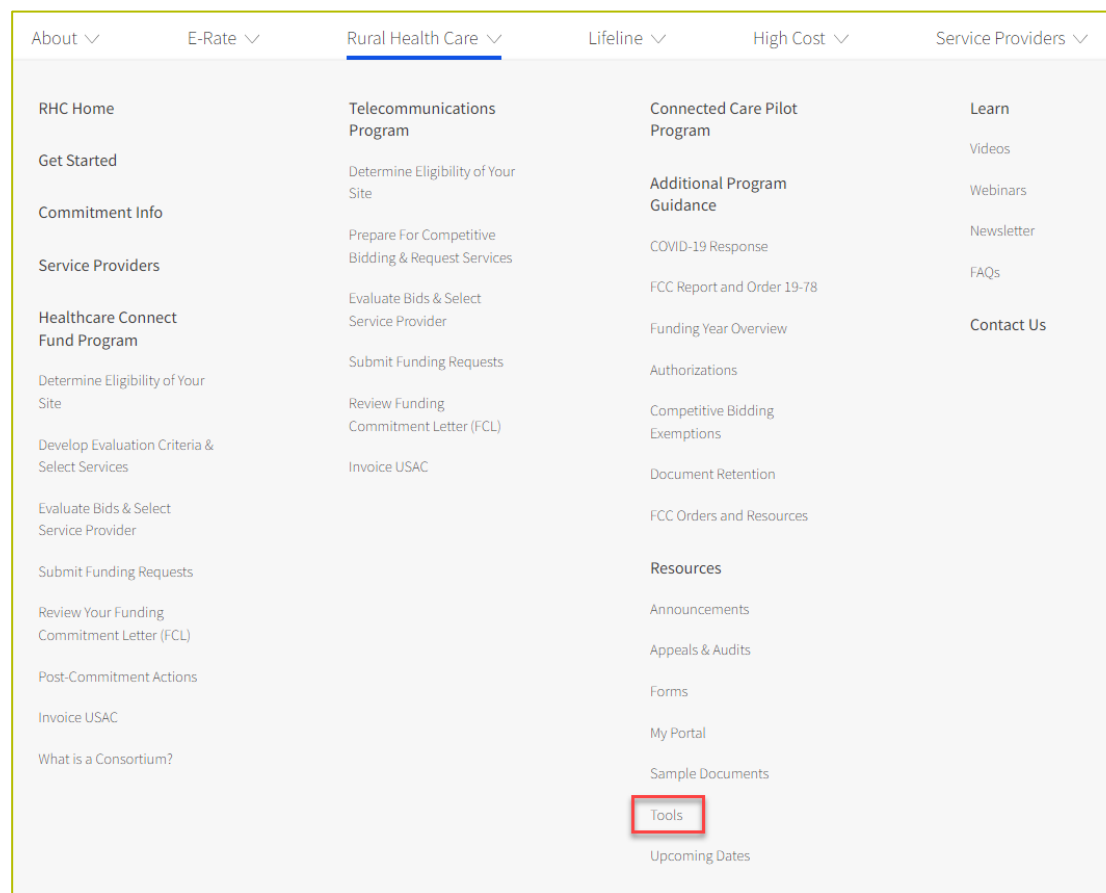 About
E-Rate
Rural Health Care
Lifeline
High Cost
Service Providers
RHC Home
Get Started
Commitment Info
Service Providers
Healthcare Connect
Fund Program
Determine Eligibility of Your
Site
Develop Evaluation Criteria &
Select Services
Evaluate Bids & Select
Service Provider
Submit Funding Requests
Review Your Funding
Commitment Letter (FCL)
Post-Commitment Actions
Invoice USAC
What is a Consortium?
Telecommunications
Program
Determine Eligibility of Your
Site
Prepare For Competitive
Bidding & Request Services
Evaluate Bids & Select
Service Provider
Submit Funding Requests
Review Funding
Commitment Letter (FCL)
Invoice USAC
Connected Care Pilot
Program
Additional Program
Guidance
COVID-19 Response
FCC Report and Order 19-78
Funding Year Overview
Authorizations
Competitive Bidding
Exemptions
Document Retention
FCC Orders and Resources
Resources
Announcements
Appeals & Audits
Forms
My Portal
Sample Documents
Tools
Upcoming Dates
Learn
Videos
Webinars
Newsletter
FAQs
Contact Us